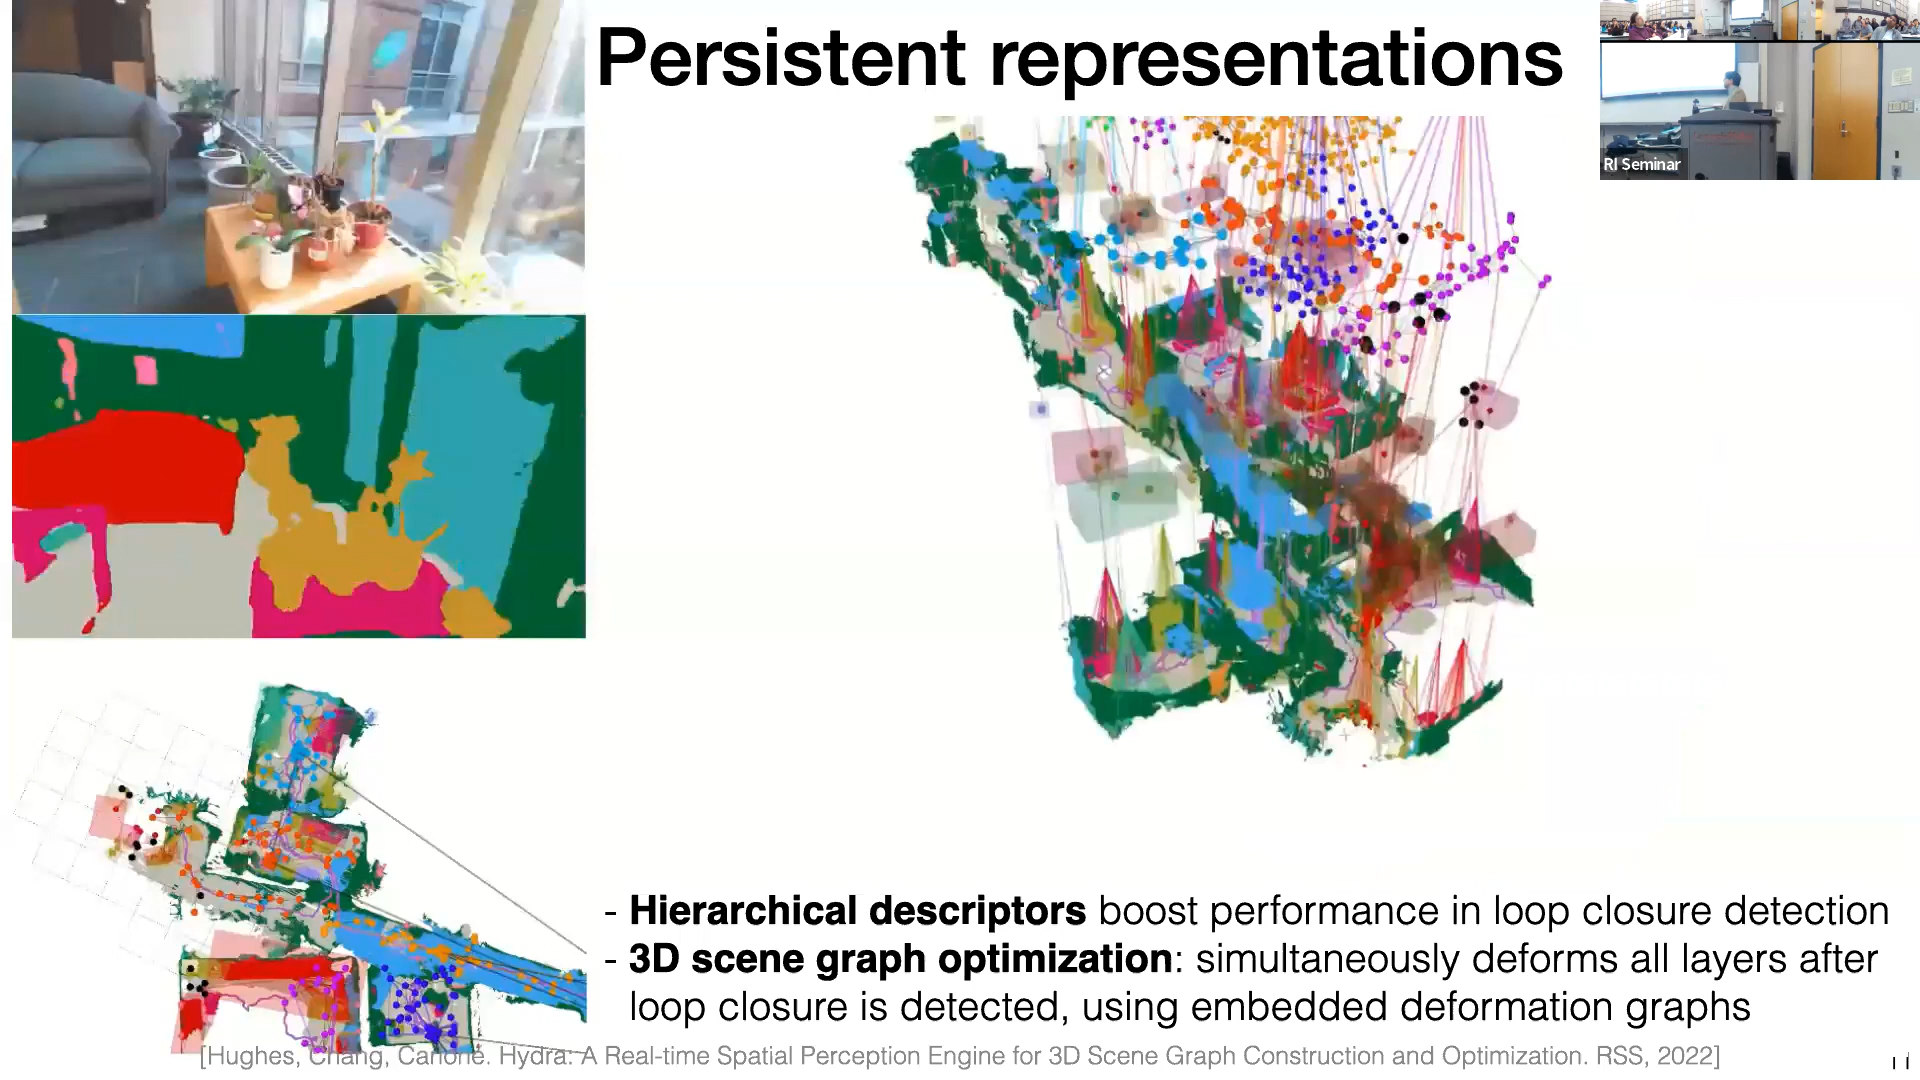 Persistent representations
RI Seminar
- Hierarchical descriptors boost performance in loop closure detection
- 3D scene graph optimization: simultaneously deforms all layers after
loop closure is detected, using embedded deformation graphs
[Hughes, Chang, Carlone. Hydra: A Real-time Spatial Perception Engine for 3D Scene Graph Construction and Optimization. RSS, 2022]